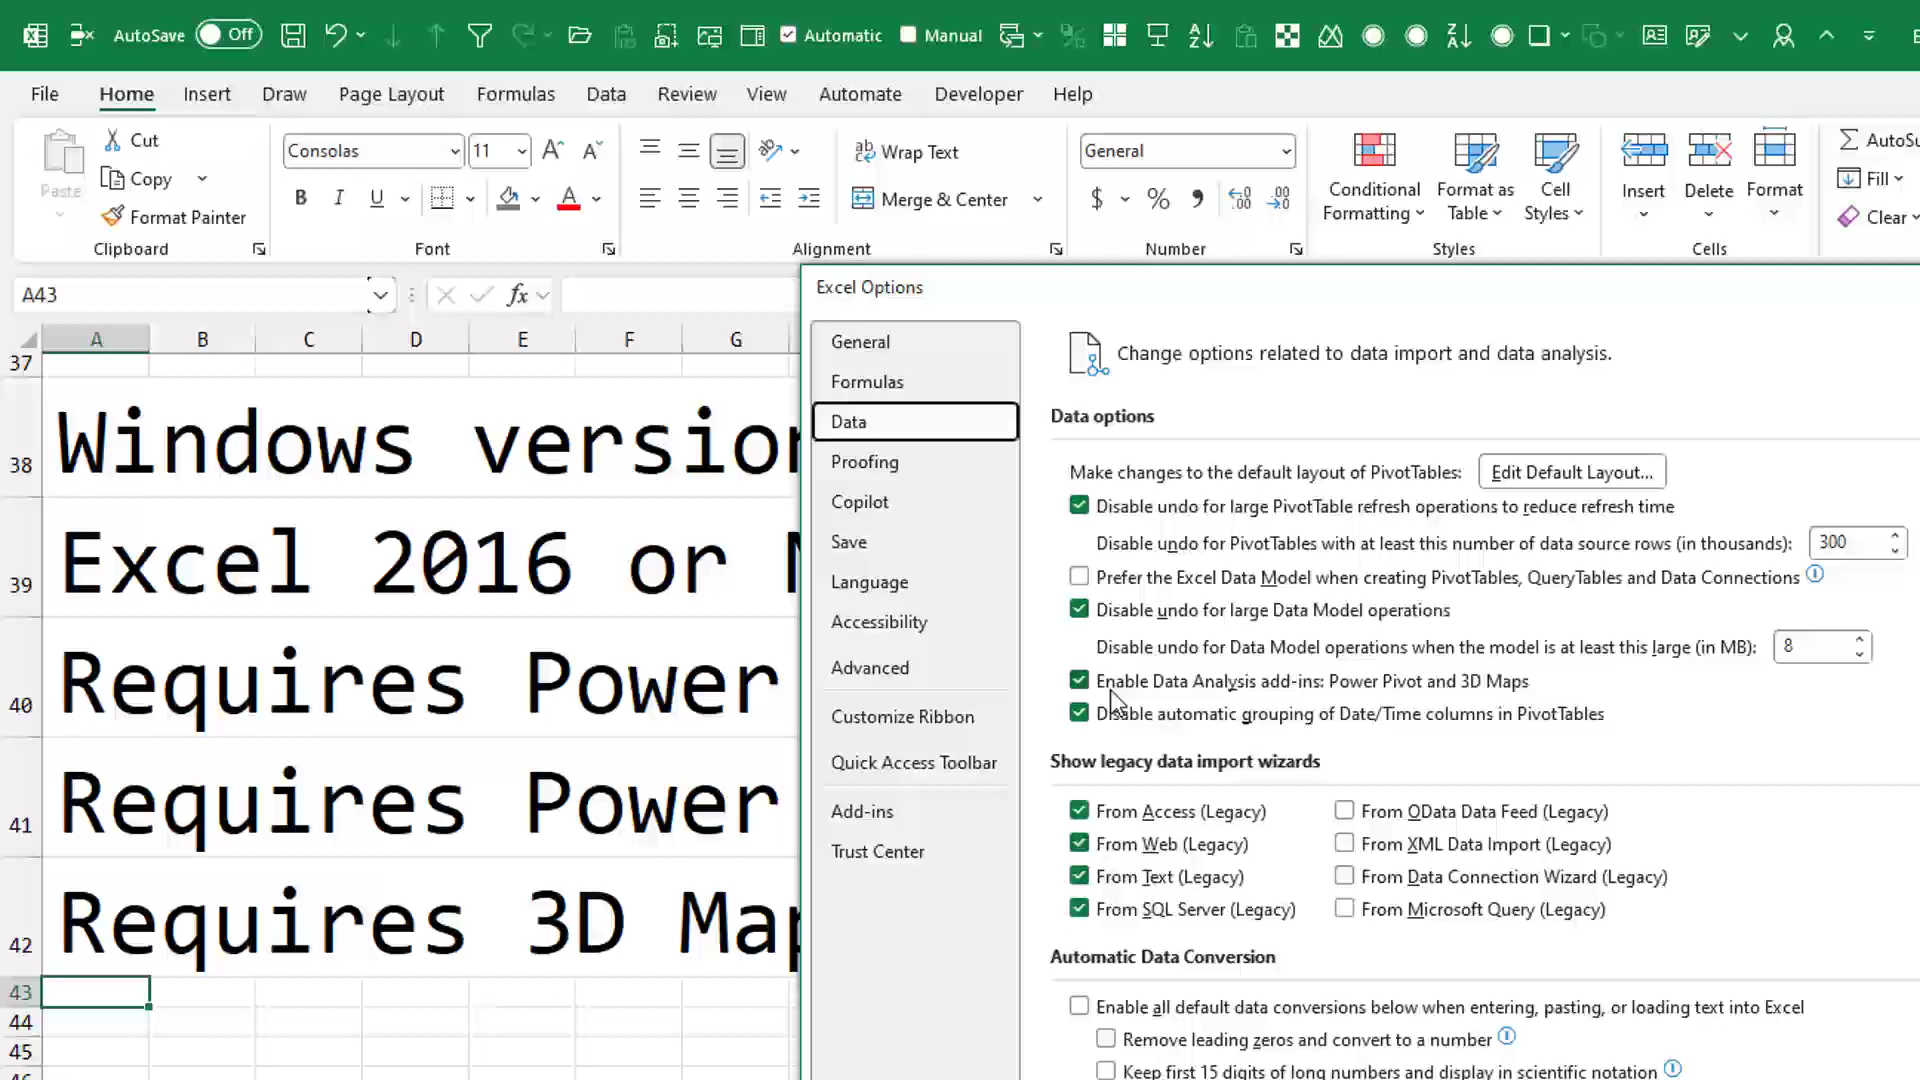 AutoSave Off Automatic Manual
File Home Insert Draw Page Layout Formulas Data Review View Automate Developer Help
Paste Cut Copy Format Painter
Clipboard
Consolas 11
B I U A
Font
Wrap Text
Merge & Center
Alignment
General
$ %
Number
Conditional Formatting Format as Table Cell Styles
Styles
Insert Delete Format
Cells
Fill
Clear
A43 fx
A B C D E F G
37
38 Windows version
39 Excel 2016 or
40 Requires Power
41 Requires Power
42 Requires 3D Map
43
44
45
Excel Options
General
Formulas
Data
Proofing
Copilot
Save
Language
Accessibility
Advanced
Customize Ribbon
Quick Access Toolbar
Add-ins
Trust Center
Change options related to data import and data analysis.
Data options
Make changes to the default layout of PivotTables: Edit Default Layout...
Disable undo for large PivotTable refresh operations to reduce refresh time
Disable undo for PivotTables with at least this number of data source rows (in thousands): 300
Prefer the Excel Data Model when creating PivotTables, QueryTables and Data Connections
Disable undo for large Data Model operations
Disable undo for Data Model operations when the model is at least this large (in MB): 8
Enable Data Analysis add-ins: Power Pivot and 3D Maps
Disable automatic grouping of Date/Time columns in PivotTables
Show legacy data import wizards
From Access (Legacy) From OData Data Feed (Legacy)
From Web (Legacy) From XML Data Import (Legacy)
From Text (Legacy) From Data Connection Wizard (Legacy)
From SQL Server (Legacy) From Microsoft Query (Legacy)
Automatic Data Conversion
Enable all default data conversions below when entering, pasting, or loading text into Excel
Remove leading zeros and convert to a number
Keep first 15 digits of long numbers and display in scientific notation